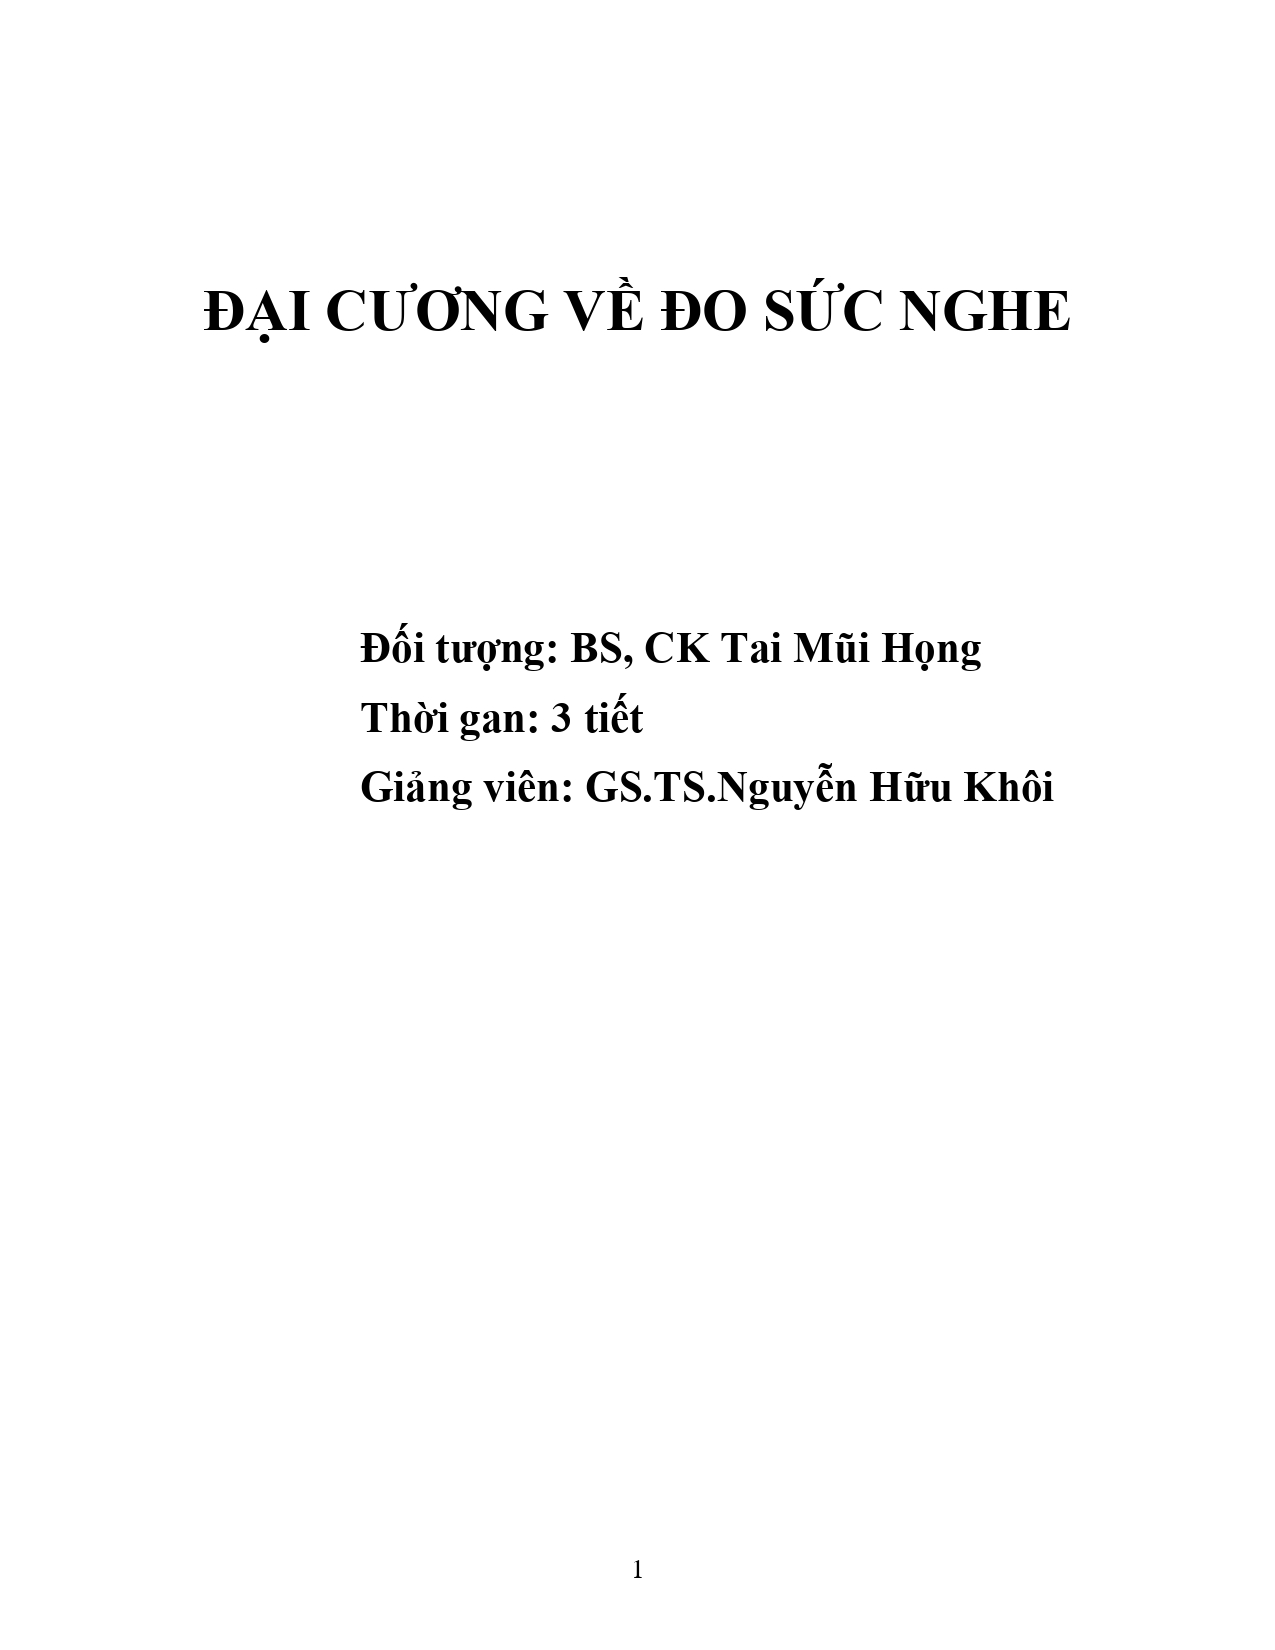 ĐẠI CƯƠNG VỀ ĐO SỨC NGHE
Đối tượng: BS, CK Tai Mũi Họng
Thời gan: 3 tiết
Giảng viên: GS.TS.Nguyễn Hữu Khôi
1